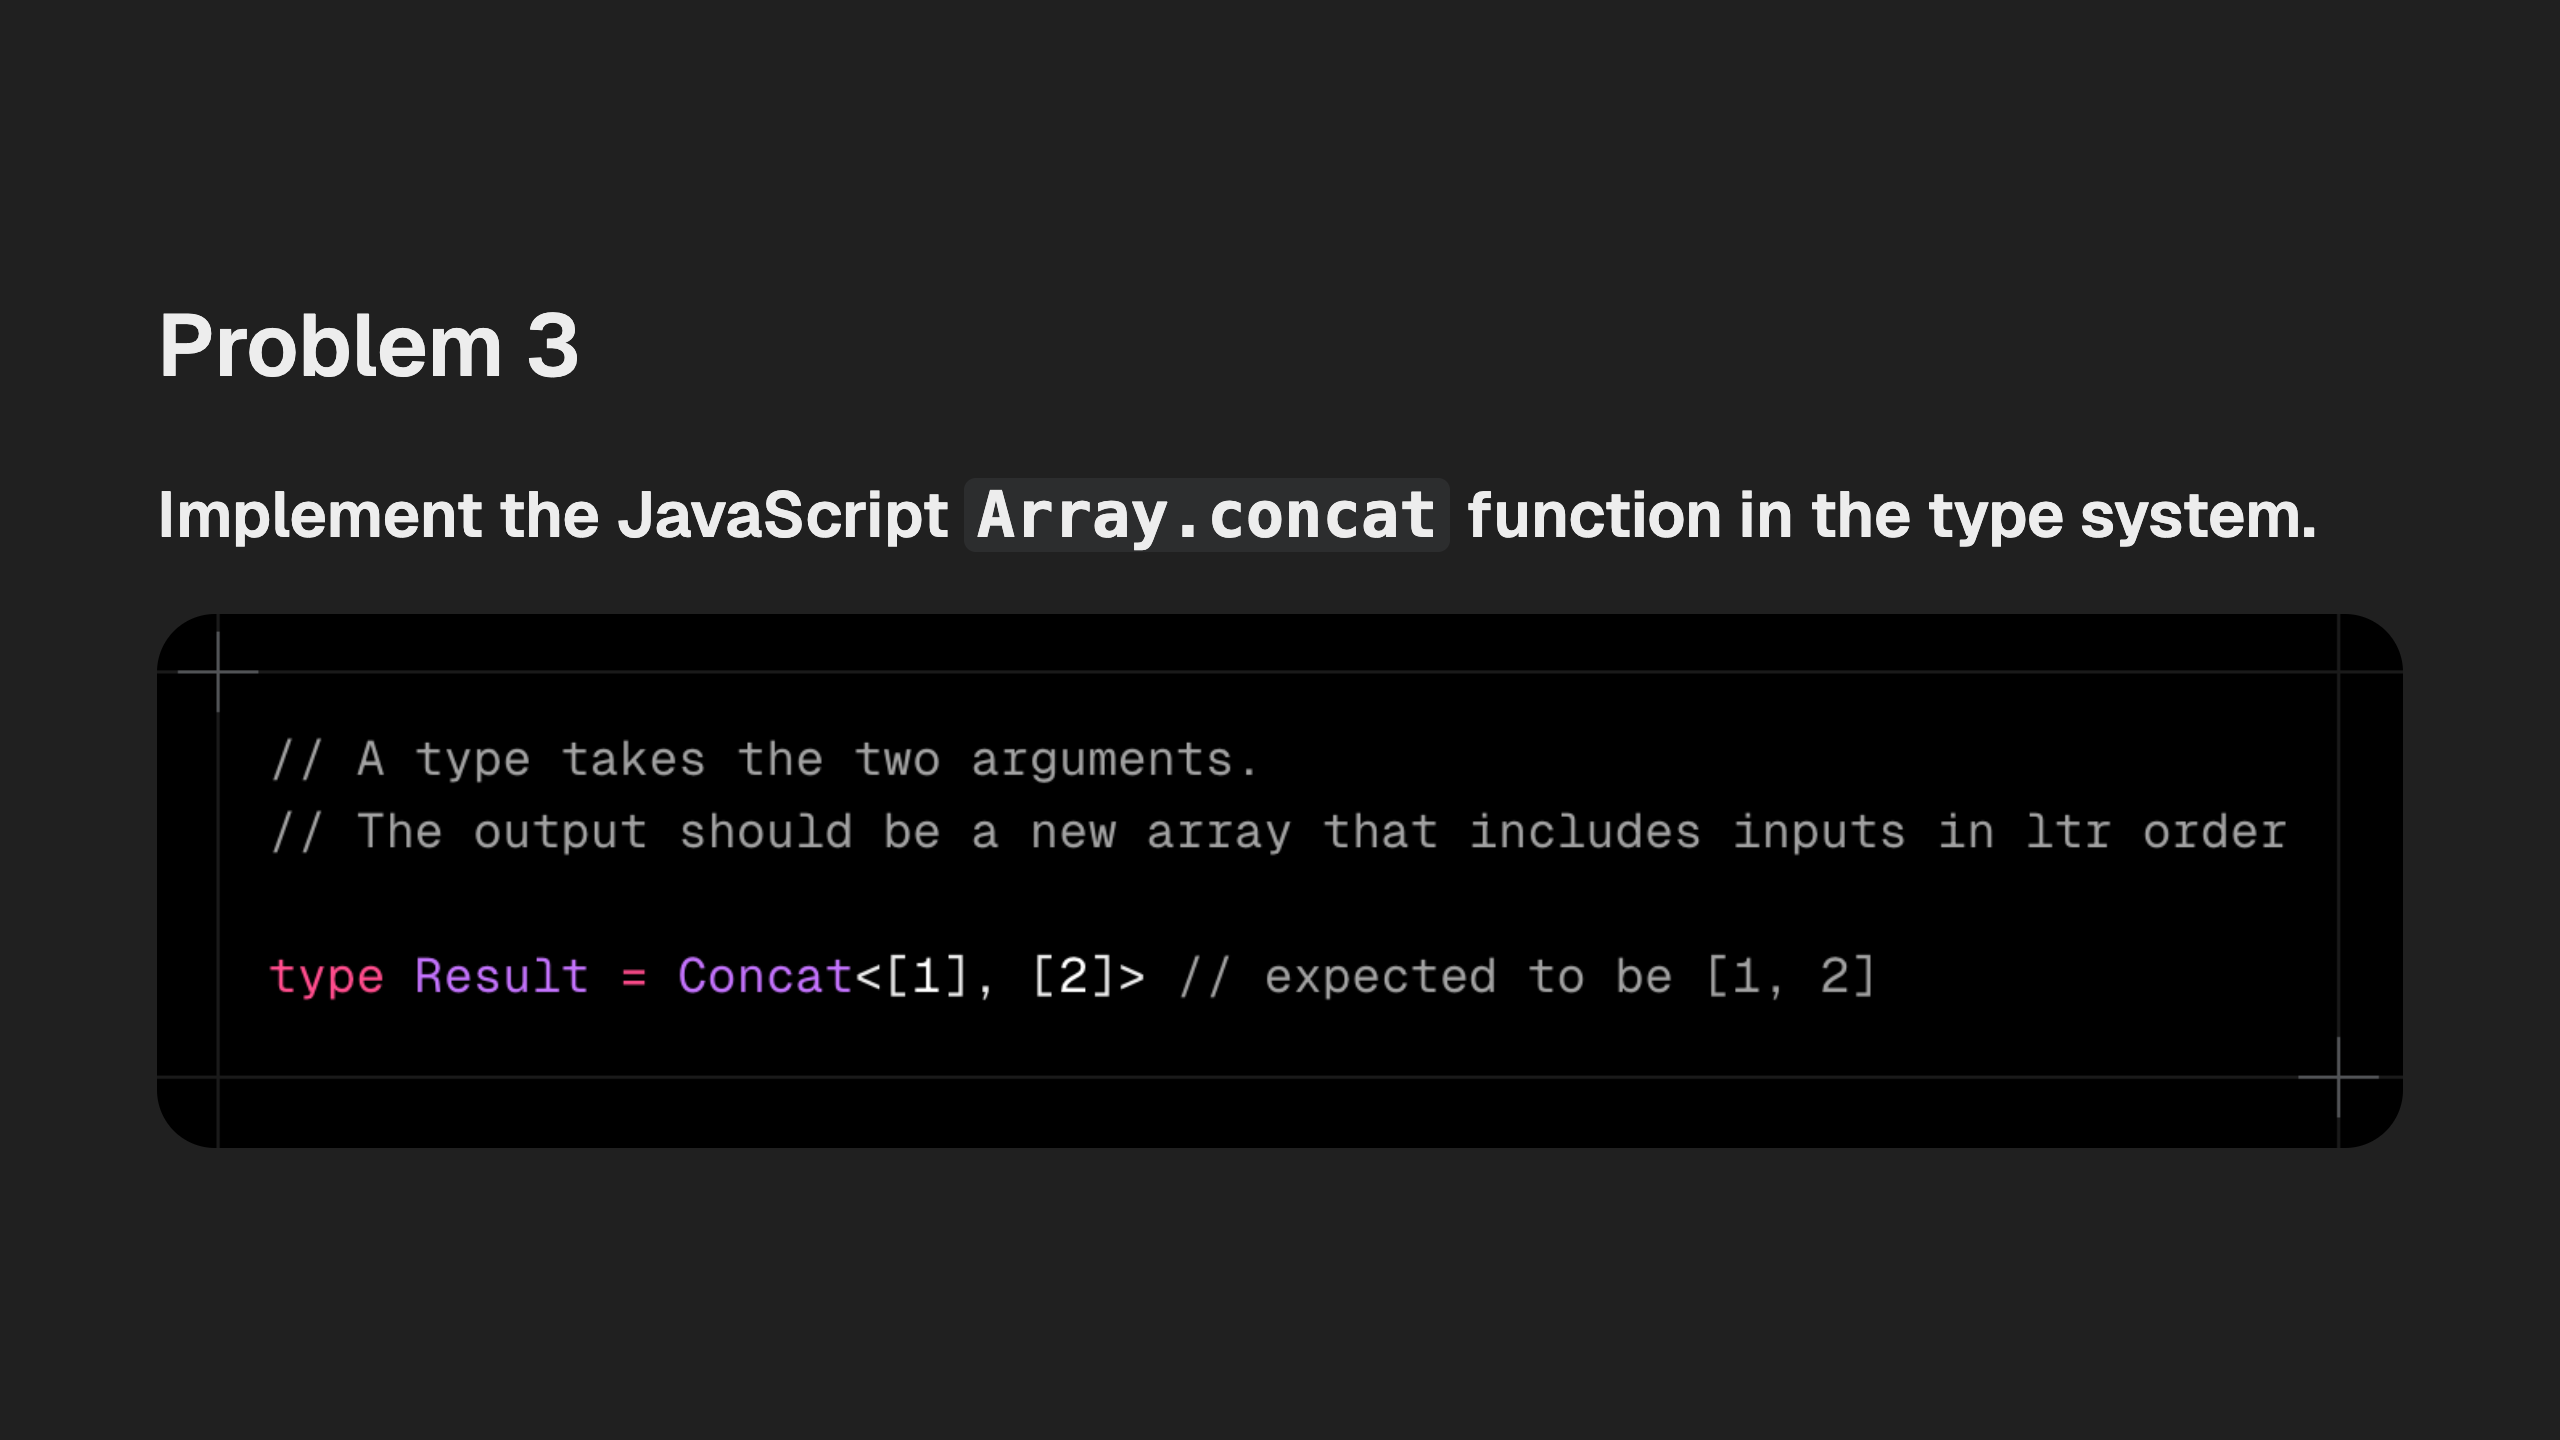 Problem 3
Implement the JavaScript Array.concat function in the type system.
// A type takes the two arguments.
// The output should be a new array that includes inputs in ltr order
type Result = Concat<[1], [2]> // expected to be [1, 2]